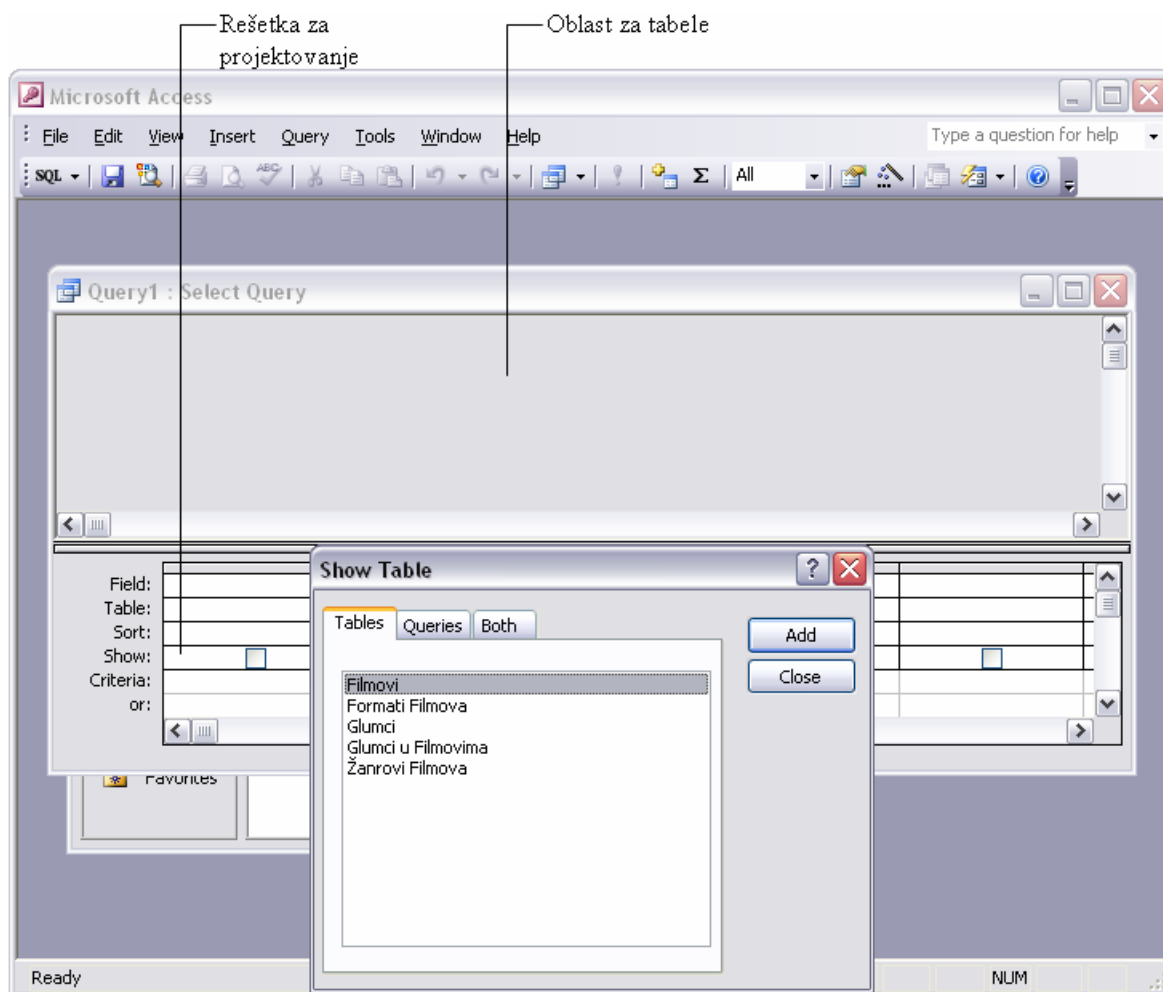 Rešetka za
projektovanje
Oblast za tabele
Microsoft Access
File Edit View Insert Query Tools Window Help
Type a question for help
SQL
ABC
All
Query1 : Select Query
Field:
Table:
Sort:
Show:
Criteria:
or:
Show Table
Tables Queries Both
Add
Close
Filmovi
Formati Filmova
Glumci
Glumci u Filmovima
Žanrovi Filmova
Favorites
Ready
NUM